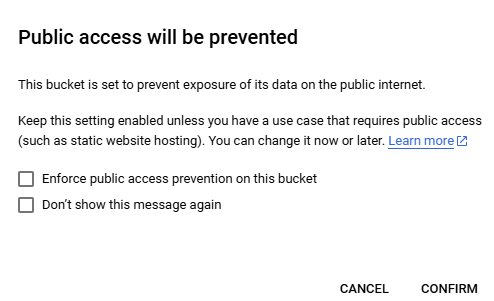 Public access will be prevented
This bucket is set to prevent exposure of its data on the public internet.
Keep this setting enabled unless you have a use case that requires public access
(such as static website hosting). You can change it now or later. Learn more
Enforce public access prevention on this bucket
Don't show this message again
CANCEL CONFIRM